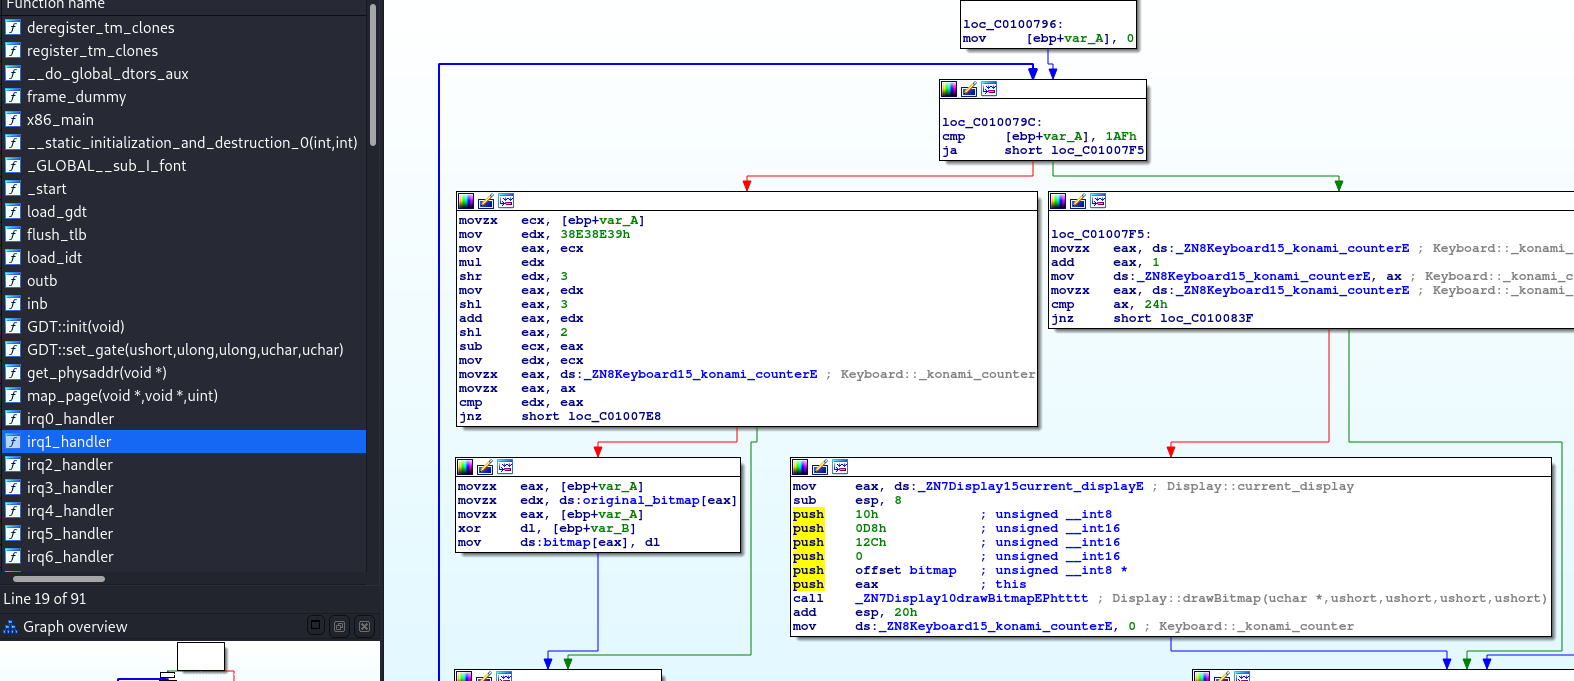 Function name
deregister_tm_clones
register_tm_clones
__do_global_dtors_aux
frame_dummy
x86_main
__static_initialization_and_destruction_0(int,int)
_GLOBAL__sub_I_font
_start
load_gdt
flush_tlb
load_idt
outb
inb
GDT::init(void)
GDT::set_gate(ushort,ulong,ulong,uchar,uchar)
get_physaddr(void *)
map_page(void *,void *,uint)
irq0_handler
irq1_handler
irq2_handler
irq3_handler
irq4_handler
irq5_handler
irq6_handler
Line 19 of 91
Graph overview
loc_C0100796:
mov [ebp+var_A], 0
loc_C010079C:
cmp [ebp+var_A], 1AFh
ja short loc_C01007F5
movzx ecx, [ebp+var_A]
mov edx, 38E38E39h
mov eax, ecx
mul edx
shr edx, 3
mov eax, edx
shl eax, 3
add eax, edx
shl eax, 2
sub ecx, eax
mov edx, ecx
movzx eax, ds:_ZN8Keyboard15_konami_counterE ; Keyboard::_konami_counter
movzx eax, ax
cmp edx, eax
jnz short loc_C01007E8
loc_C01007F5:
movzx eax, ds:_ZN8Keyboard15_konami_counterE ; Keyboard::_konami_
add eax, 1
mov ds:_ZN8Keyboard15_konami_counterE, ax ; Keyboard::_konami_c
movzx eax, ds:_ZN8Keyboard15_konami_counterE ; Keyboard::_konami_
cmp ax, 24h
jnz short loc_C010083F
movzx eax, [ebp+var_A]
movzx edx, ds:original_bitmap[eax]
movzx eax, [ebp+var_A]
xor dl, [ebp+var_B]
mov ds:bitmap[eax], dl
mov eax, ds:_ZN7Display15current_displayE ; Display::current_display
sub esp, 8
push 10h ; unsigned __int8
push 0D8h ; unsigned __int16
push 12Ch ; unsigned __int16
push 0 ; unsigned __int16
push offset bitmap ; unsigned __int8 *
push eax ; this
call _ZN7Display10drawBitmapEPhtttt ; Display::drawBitmap(uchar *,ushort,ushort,ushort,ushort)
add esp, 20h
mov ds:_ZN8Keyboard15_konami_counterE, 0 ; Keyboard::_konami_counter